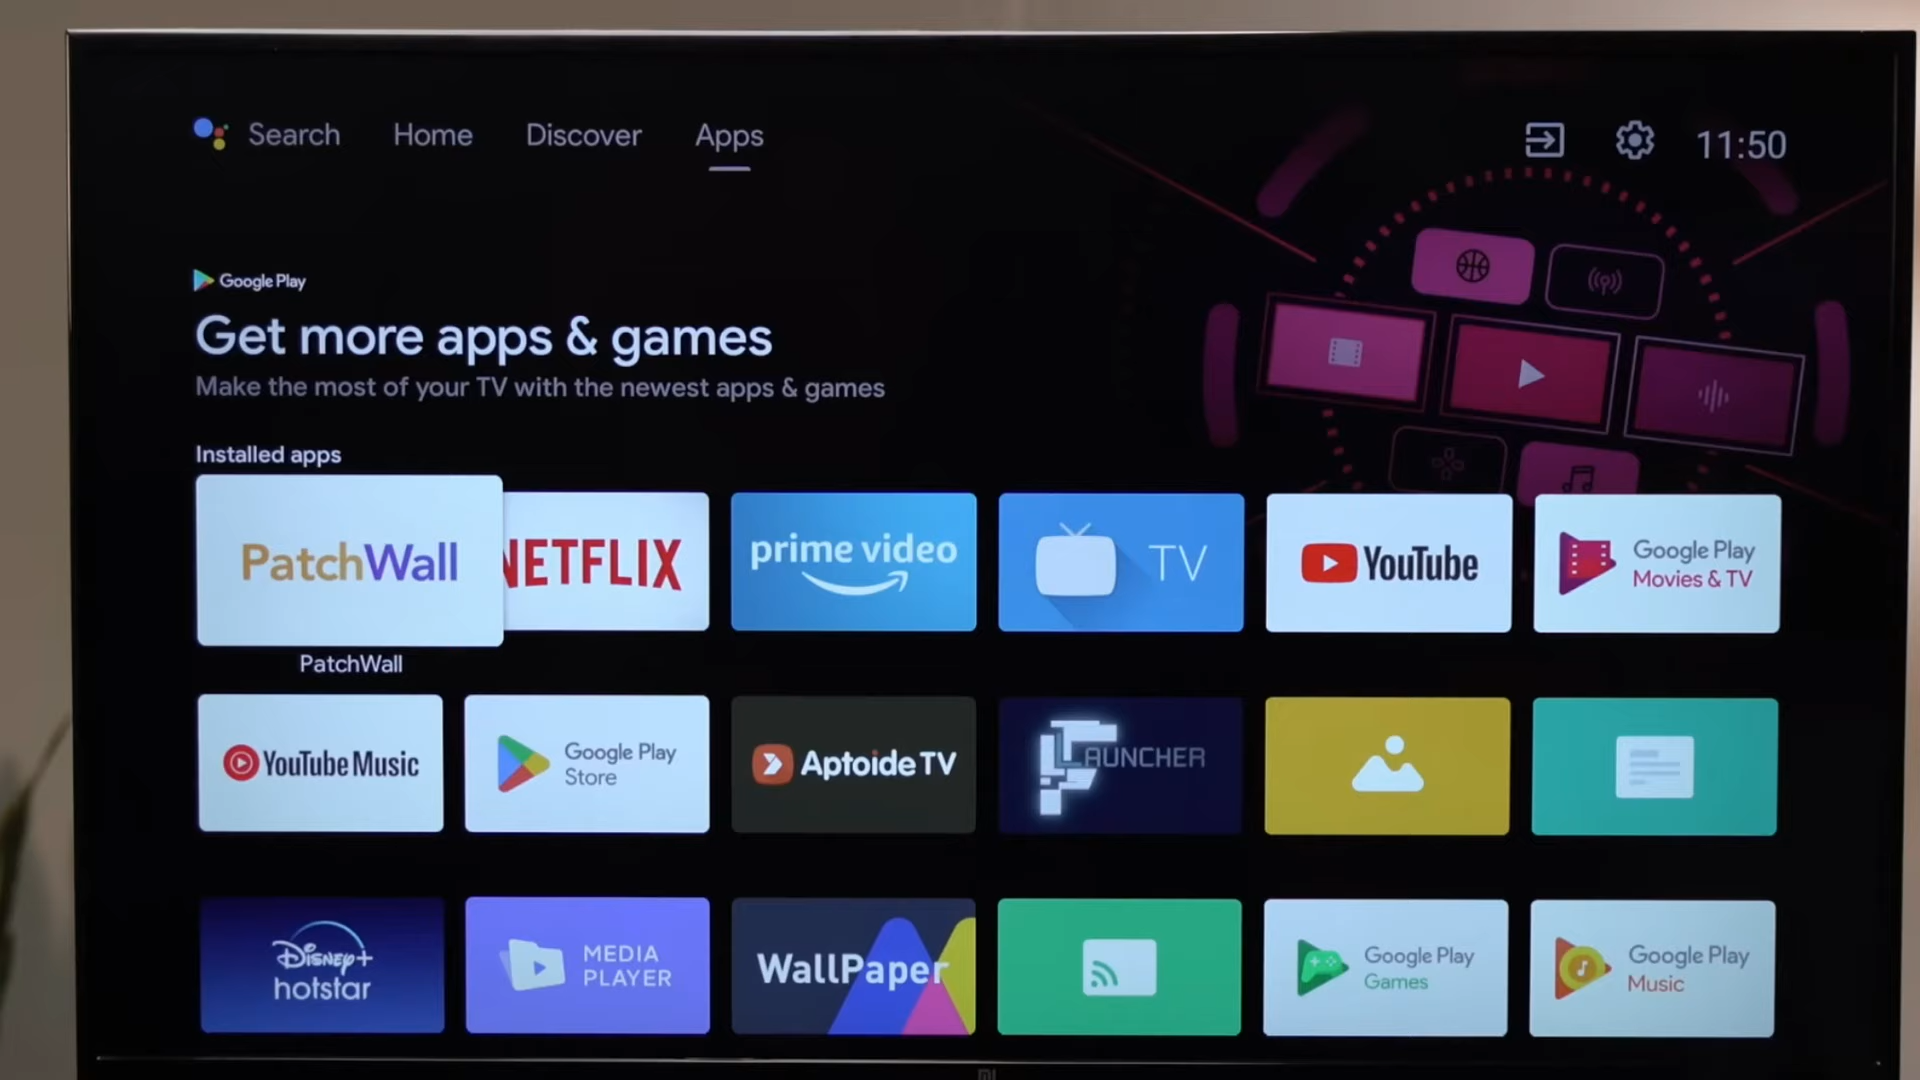 Search Home Discover Apps 11:50
Google Play
Get more apps & games
Make the most of your TV with the newest apps & games
Installed apps
PatchWall
NETFLIX
prime video
TV
YouTube
Google Play
Movies & TV
PatchWall
YouTube Music
Google Play
Store
Aptoide TV
LAUNCHER
Disney+
hotstar
MEDIA
PLAYER
WallPaper
Google Play
Games
Google Play
Music
mi